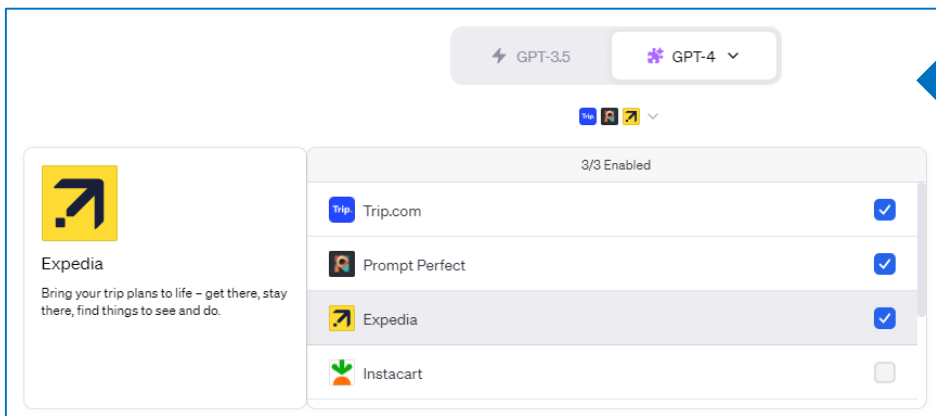 GPT-3.5
GPT-4
Trip.
3/3 Enabled
Trip. Trip.com
Prompt Perfect
Expedia
Instacart
Expedia
Bring your trip plans to life – get there, stay
there, find things to see and do.